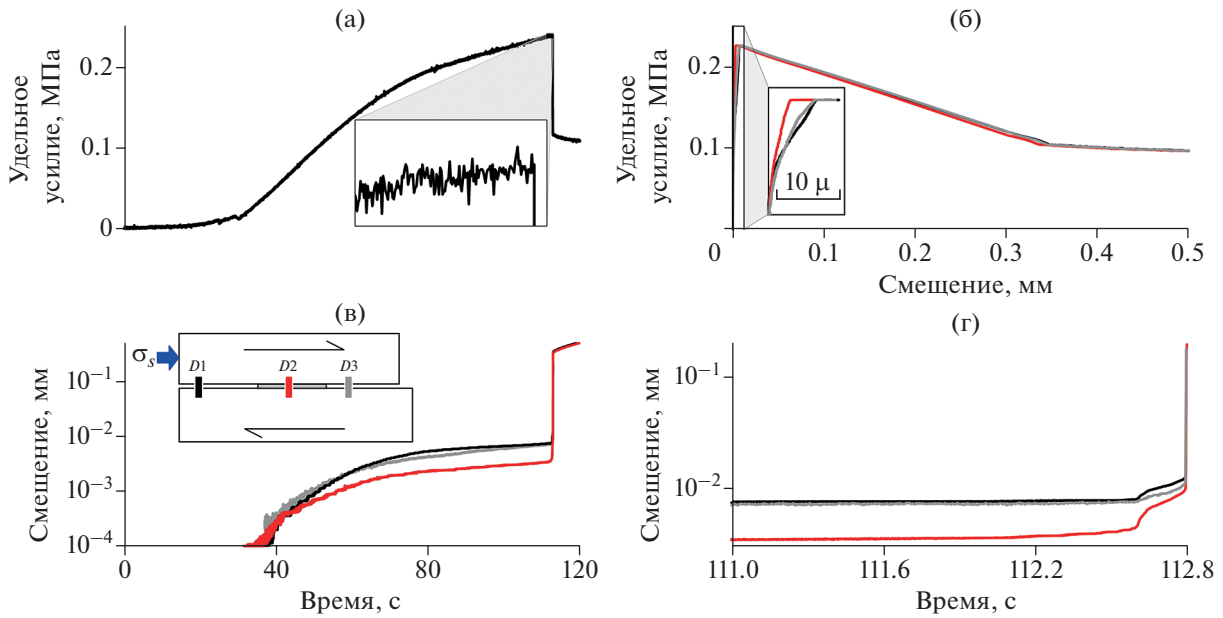 (а)
Удельное
усилие, МПа
0.2
0.1
0
(б)
Удельное
усилие, МПа
0.2
0.1
10 μ
0
0.1
0.2
0.3
0.4
0.5
Смещение, мм
(в)
Смещение, мм
10⁻¹
10⁻²
10⁻³
10⁻⁴
σₛ
D1
D2
D3
0
40
80
120
Время, с
(г)
Смещение, мм
10⁻¹
10⁻²
111.0
111.6
112.2
112.8
Время, с